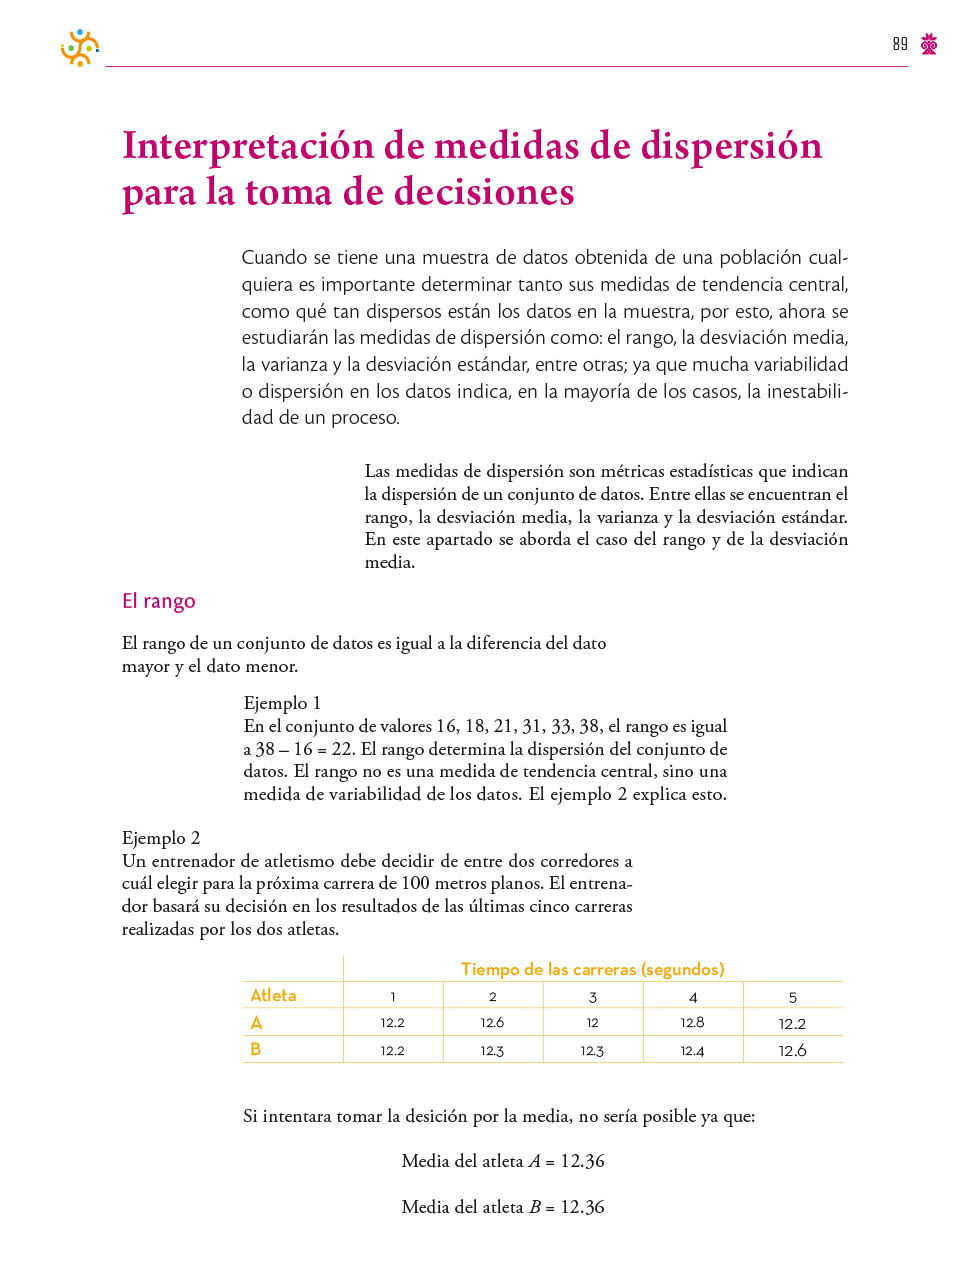 89
Interpretación de medidas de dispersión
para la toma de decisiones
Cuando se tiene una muestra de datos obtenida de una población cual-
quiera es importante determinar tanto sus medidas de tendencia central,
como qué tan dispersos están los datos en la muestra, por esto, ahora se
estudiarán las medidas de dispersión como: el rango, la desviación media,
la varianza y la desviación estándar, entre otras; ya que mucha variabilidad
o dispersión en los datos indica, en la mayoría de los casos, la inestabili-
dad de un proceso.
Las medidas de dispersión son métricas estadísticas que indican
la dispersión de un conjunto de datos. Entre ellas se encuentran el
rango, la desviación media, la varianza y la desviación estándar.
En este apartado se aborda el caso del rango y de la desviación
media.
El rango
El rango de un conjunto de datos es igual a la diferencia del dato
mayor y el dato menor.
Ejemplo 1
En el conjunto de valores 16, 18, 21, 31, 33, 38, el rango es igual
a 38 – 16 = 22. El rango determina la dispersión del conjunto de
datos. El rango no es una medida de tendencia central, sino una
medida de variabilidad de los datos. El ejemplo 2 explica esto.
Ejemplo 2
Un entrenador de atletismo debe decidir de entre dos corredores a
cuál elegir para la próxima carrera de 100 metros planos. El entrena-
dor basará su decisión en los resultados de las últimas cinco carreras
realizadas por los dos atletas.
Tiempo de las carreras (segundos)
Atleta 1 2 3 4 5
A 12.2 12.6 12 12.8 12.2
B 12.2 12.3 12.3 12.4 12.6
Si intentara tomar la desición por la media, no sería posible ya que:
Media del atleta A = 12.36
Media del atleta B = 12.36